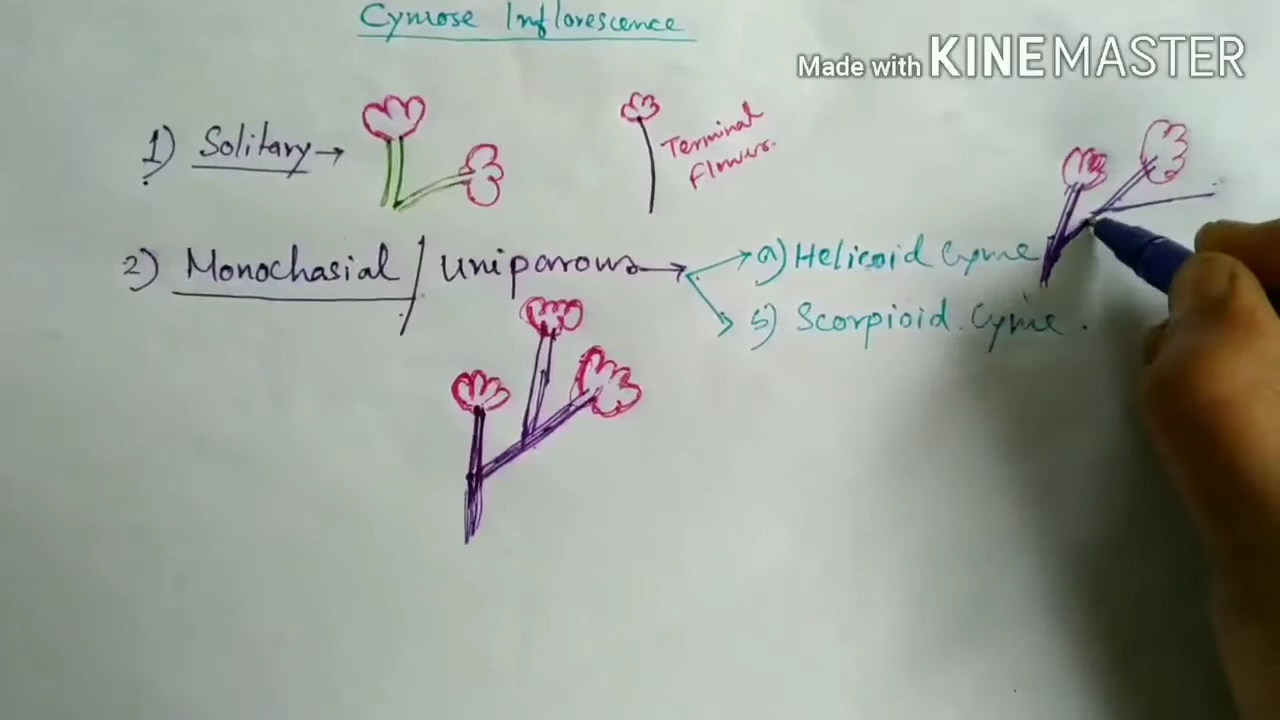 Cymose Inflorescence
Made with KINEMASTER
1) Solitary →
Terminal
Flowers.
2) Monochasial / Uniparous →
a) Helicoid Cyme
b) Scorpioid Cyme.